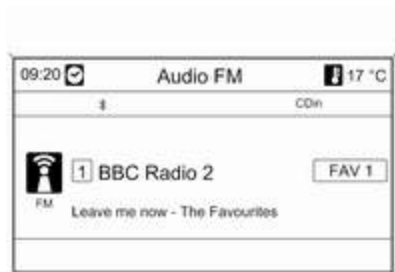 09:20 Audio FM 17 °C
CDin
1 BBC Radio 2 FAV 1
FM
Leave me now - The Favourites